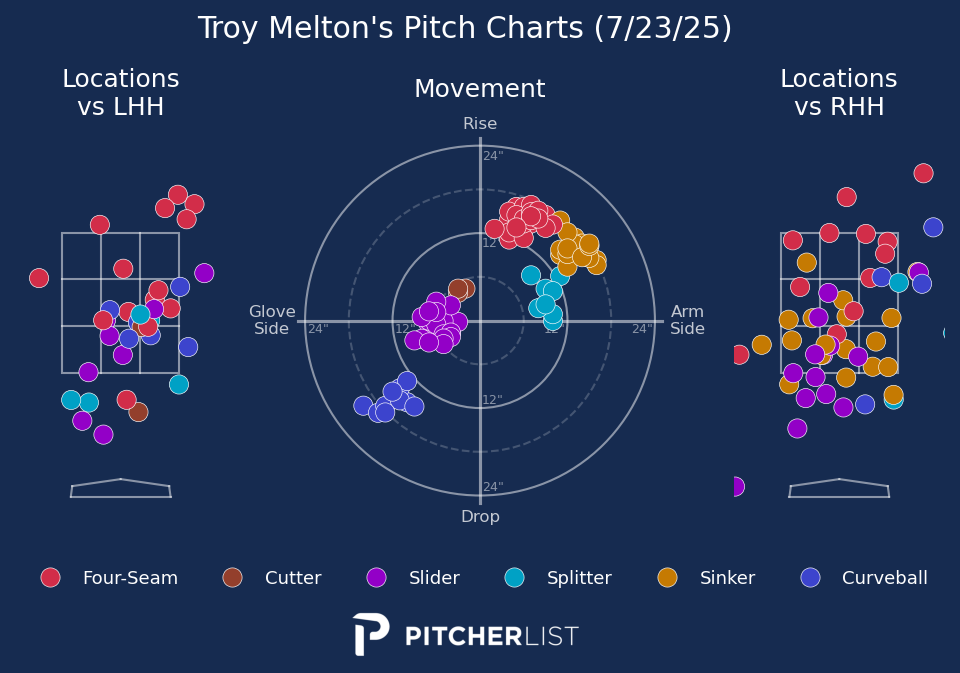 Troy Melton's Pitch Charts (7/23/25)
Locations
vs LHH
Movement
Locations
vs RHH
Rise
24"
12"
Glove
Side
24"
12"
12"
24"
Arm
Side
12"
24"
Drop
Four-Seam
Cutter
Slider
Splitter
Sinker
Curveball
PITCHERLIST